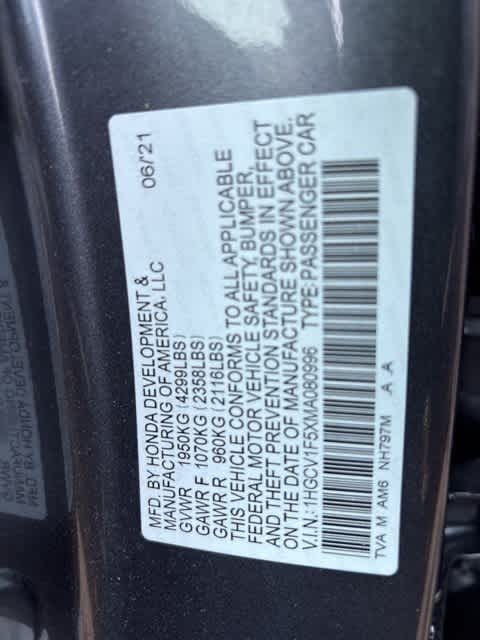 MFD. BY HONDA DEVELOPMENT & 06/21
MANUFACTURING OF AMERICA, LLC
GVWR 1950KG (4299LBS)
GAWR F 1070KG (2358LBS)
GAWR R 960KG (2116LBS)
THIS VEHICLE CONFORMS TO ALL APPLICABLE
FEDERAL MOTOR VEHICLE SAFETY, BUMPER,
AND THEFT PREVENTION STANDARDS IN EFFECT
ON THE DATE OF MANUFACTURE SHOWN ABOVE.
V.I.N.: 1HGCV1F5XMA080996 TYPE:PASSENGER CAR
TVA M AM6 NH797M A A